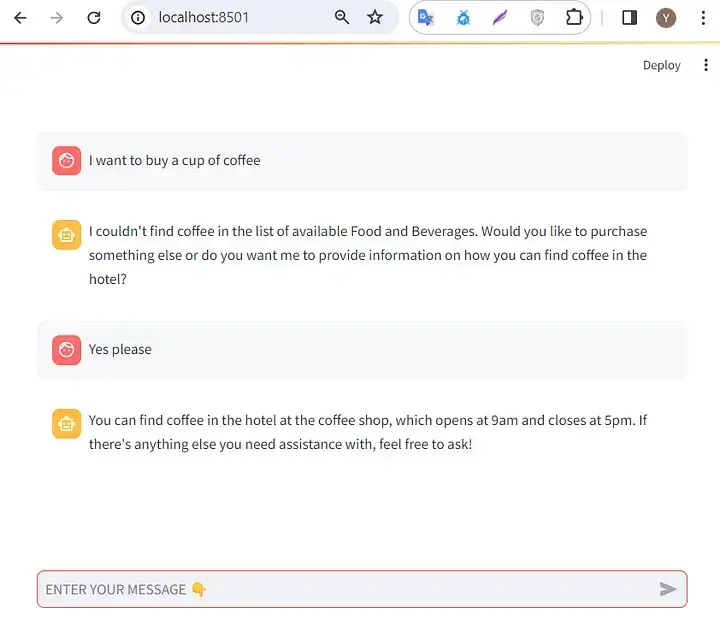 localhost:8501
Y
Deploy
I want to buy a cup of coffee
I couldn't find coffee in the list of available Food and Beverages. Would you like to purchase
something else or do you want me to provide information on how you can find coffee in the
hotel?
Yes please
You can find coffee in the hotel at the coffee shop, which opens at 9am and closes at 5pm. If
there's anything else you need assistance with, feel free to ask!
ENTER YOUR MESSAGE 👇